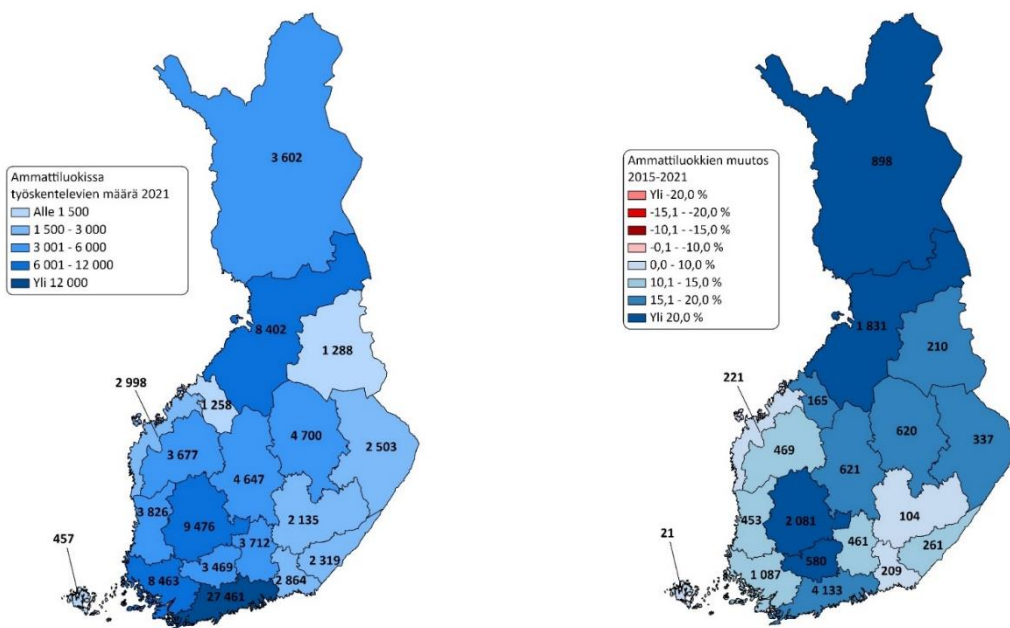 Ammattiluokissa
työskentelevien määrä 2021
Alle 1 500
1 500 - 3 000
3 001 - 6 000
6 001 - 12 000
Yli 12 000
3 602
8 402
1 288
2 998
1 258
4 700
2 503
3 677
4 647
3 826
9 476
2 135
457
3 712
2 319
3 469
8 463
2 864
27 461
Ammattiluokkien muutos
2015-2021
Yli -20,0 %
-15,1 - -20,0 %
-10,1 - -15,0 %
-0,1 - -10,0 %
0,0 - 10,0 %
10,1 - 15,0 %
15,1 - 20,0 %
Yli 20,0 %
898
1 831
210
221
165
620
337
469
621
104
453
2 081
21
461
261
580
209
1 087
4 133